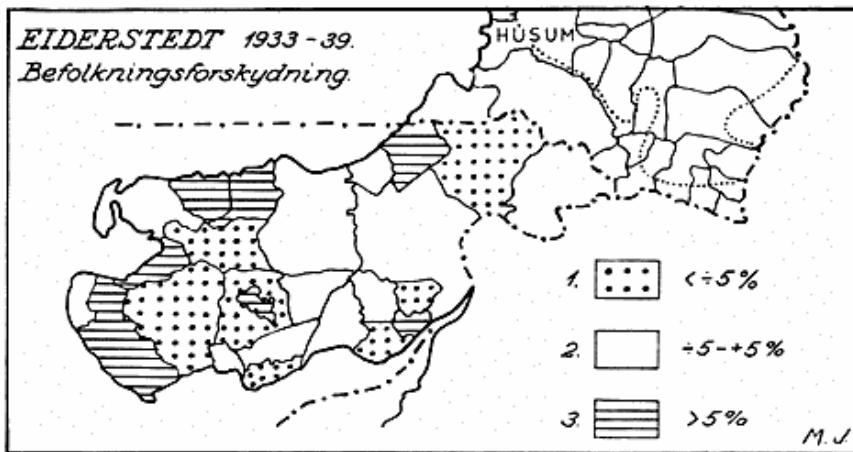 EIDERSTEDT 1933-39.
Befolkningsforskydning.
HUSUM
1. <÷5%
2. ÷5-+5%
3. >5%
M.J.